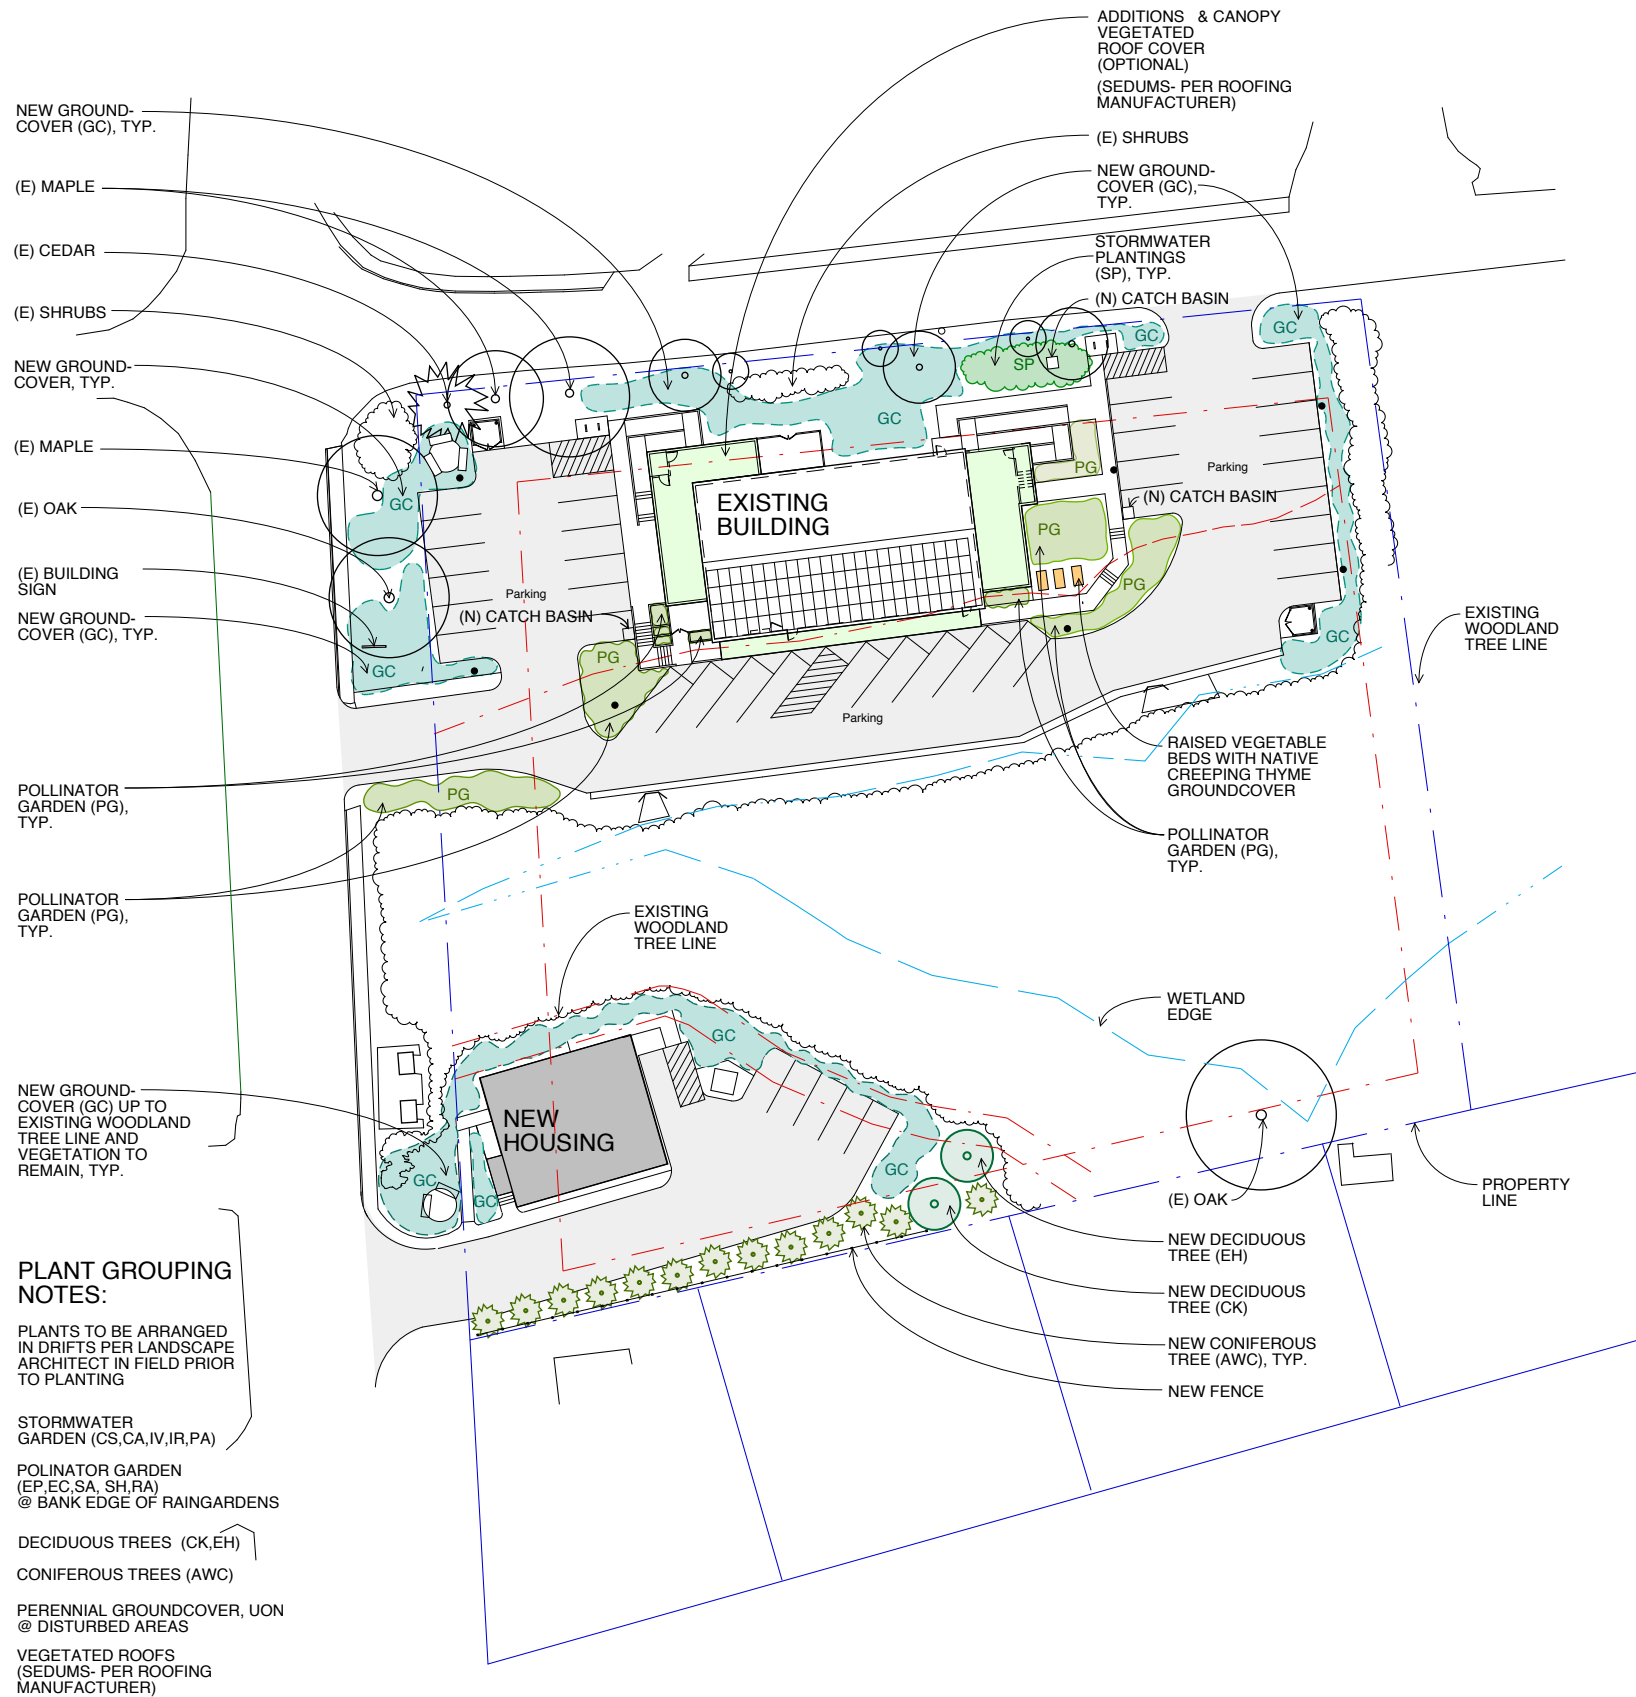 ADDITIONS & CANOPY
VEGETATED
ROOF COVER
(OPTIONAL)
(SEDUMS- PER ROOFING
MANUFACTURER)
(E) SHRUBS
NEW GROUND-
COVER (GC),
TYP.
STORMWATER
PLANTINGS
(SP), TYP.
(N) CATCH BASIN
NEW GROUND-
COVER (GC), TYP.
(E) MAPLE
(E) CEDAR
(E) SHRUBS
NEW GROUND-
COVER, TYP.
(E) MAPLE
(E) OAK
(E) BUILDING
SIGN
NEW GROUND-
COVER (GC), TYP.
GC
GC
SP
GC
GC
GC
GC
GC
EXISTING
BUILDING
PG
PG
PG
PG
PG
Parking
Parking
Parking
(N) CATCH BASIN
(N) CATCH BASIN
EXISTING
WOODLAND
TREE LINE
RAISED VEGETABLE
BEDS WITH NATIVE
CREEPING THYME
GROUNDCOVER
POLLINATOR
GARDEN (PG),
TYP.
POLLINATOR
GARDEN (PG),
TYP.
POLLINATOR
GARDEN (PG),
TYP.
EXISTING
WOODLAND
TREE LINE
WETLAND
EDGE
GC
NEW
HOUSING
GC
GC
GC
NEW GROUND-
COVER (GC) UP TO
EXISTING WOODLAND
TREE LINE AND
VEGETATION TO
REMAIN, TYP.
(E) OAK
PROPERTY
LINE
NEW DECIDUOUS
TREE (EH)
NEW DECIDUOUS
TREE (CK)
NEW CONIFEROUS
TREE (AWC), TYP.
NEW FENCE
PLANT GROUPING
NOTES:
PLANTS TO BE ARRANGED
IN DRIFTS PER LANDSCAPE
ARCHITECT IN FIELD PRIOR
TO PLANTING
STORMWATER
GARDEN (CS,CA,IV,IR,PA)
POLINATOR GARDEN
(EP,EC,SA, SH,RA)
@ BANK EDGE OF RAINGARDENS
DECIDUOUS TREES (CK,EH)
CONIFEROUS TREES (AWC)
PERENNIAL GROUNDCOVER, UON
@ DISTURBED AREAS
VEGETATED ROOFS
(SEDUMS- PER ROOFING
MANUFACTURER)